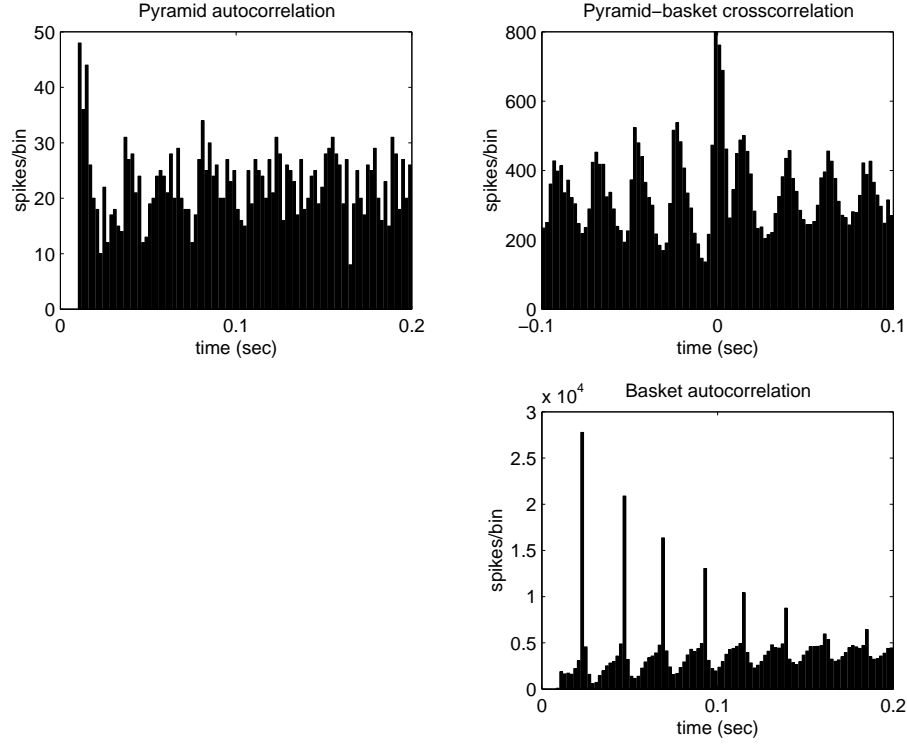 Pyramid autocorrelation
50
40
30
20
10
0
spikes/bin
0 0.1 0.2
time (sec)
Pyramid−basket crosscorrelation
800
600
400
200
0
spikes/bin
−0.1 0 0.1
time (sec)
Basket autocorrelation
x 10^4
3
2.5
2
1.5
1
0.5
0
spikes/bin
0 0.1 0.2
time (sec)